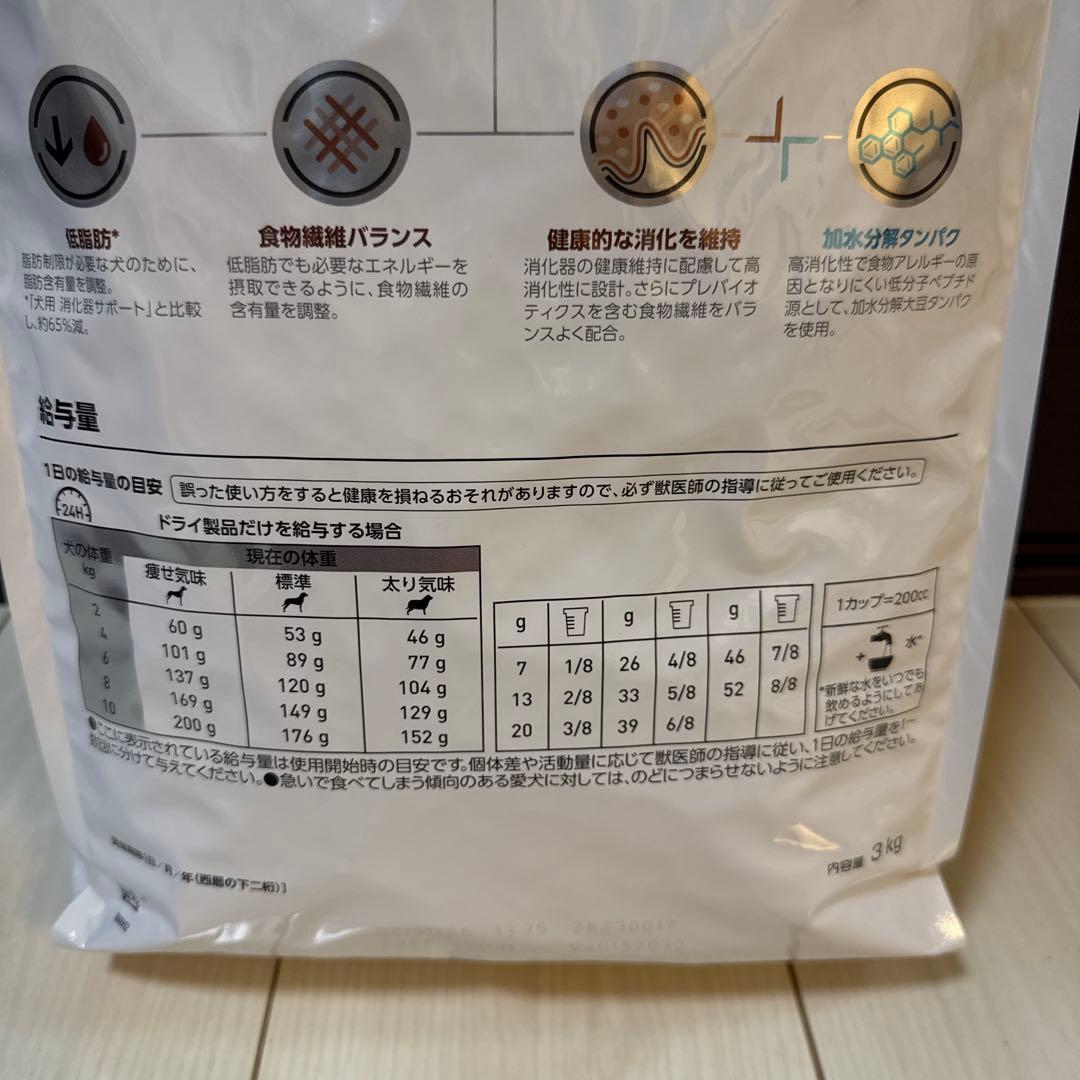 低脂肪*
脂肪制限が必要な犬のために、
脂肪含有量を調整。
*「犬用 消化器サポート」と比較
し、約65%減。
食物繊維バランス
低脂肪でも必要なエネルギーを
摂取できるように、食物繊維の
含有量を調整。
健康的な消化を維持
消化器の健康維持に配慮して高
消化性に設計。さらにプレバイオ
ティクスを含む食物繊維をバラ
ンスよく配合。
加水分解タンパク
高消化性で食物アレルギーの原
因となりにくい低分子ペプチド
源として、加水分解大豆タンパク
を使用。
給与量
1日の給与量の目安 誤った使い方をすると健康を損ねるおそれがありますので、必ず獣医師の指導に従ってご使用ください。
24H
ドライ製品だけを給与する場合
犬の体重 kg 現在の体重
痩せ気味 標準 太り気味
2 60 g 53 g 46 g
4 101 g 89 g 77 g
6 137 g 120 g 104 g
8 169 g 149 g 129 g
10 200 g 176 g 152 g
g g g
7 1/8 26 4/8 46 7/8
13 2/8 33 5/8 52 8/8
20 3/8 39 6/8
1カップ=200cc
+ 水*
*新鮮な水をいつでも
飲めるようにしてあ
げてください。
●ここに表示されている給与量は使用開始時の目安です。個体差や活動量に応じて獣医師の指導に従い、1日の給与量を1〜
数回に分けて与えてください。●急いで食べてしまう傾向のある愛犬に対しては、のどにつまらせないように注意してください。
/月/年(西暦の下二桁)]
内容量 3kg